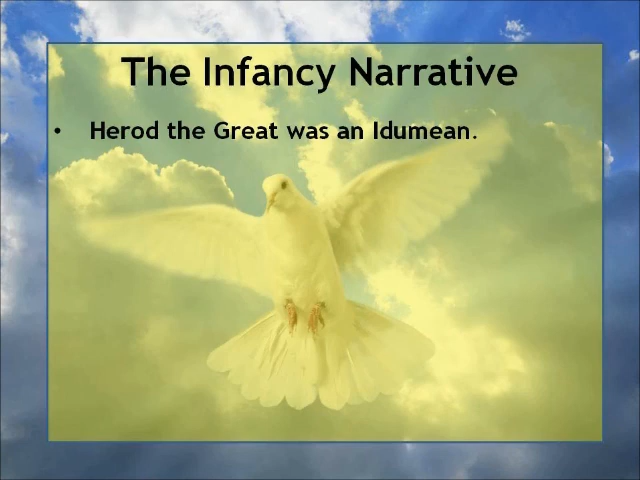 The Infancy Narrative
• Herod the Great was an Idumean.